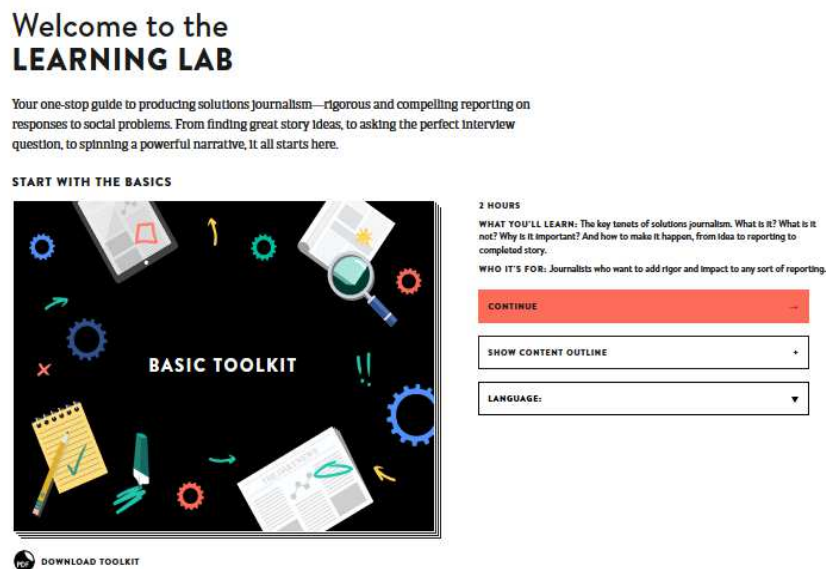 Welcome to the
LEARNING LAB
Your one-stop guide to producing solutions journalism—rigorous and compelling reporting on
responses to social problems. From finding great story ideas, to asking the perfect interview
question, to spinning a powerful narrative, it all starts here.
START WITH THE BASICS
BASIC TOOLKIT
THE DAILY NEWS
2 HOURS
WHAT YOU'LL LEARN: The key tenets of solutions journalism. What is it? What is it
not? Why is it important? And how to make it happen, from idea to reporting to
completed story.
WHO IT'S FOR: Journalists who want to add rigor and impact to any sort of reporting.
CONTINUE →
SHOW CONTENT OUTLINE +
LANGUAGE: ▼
PDF DOWNLOAD TOOLKIT